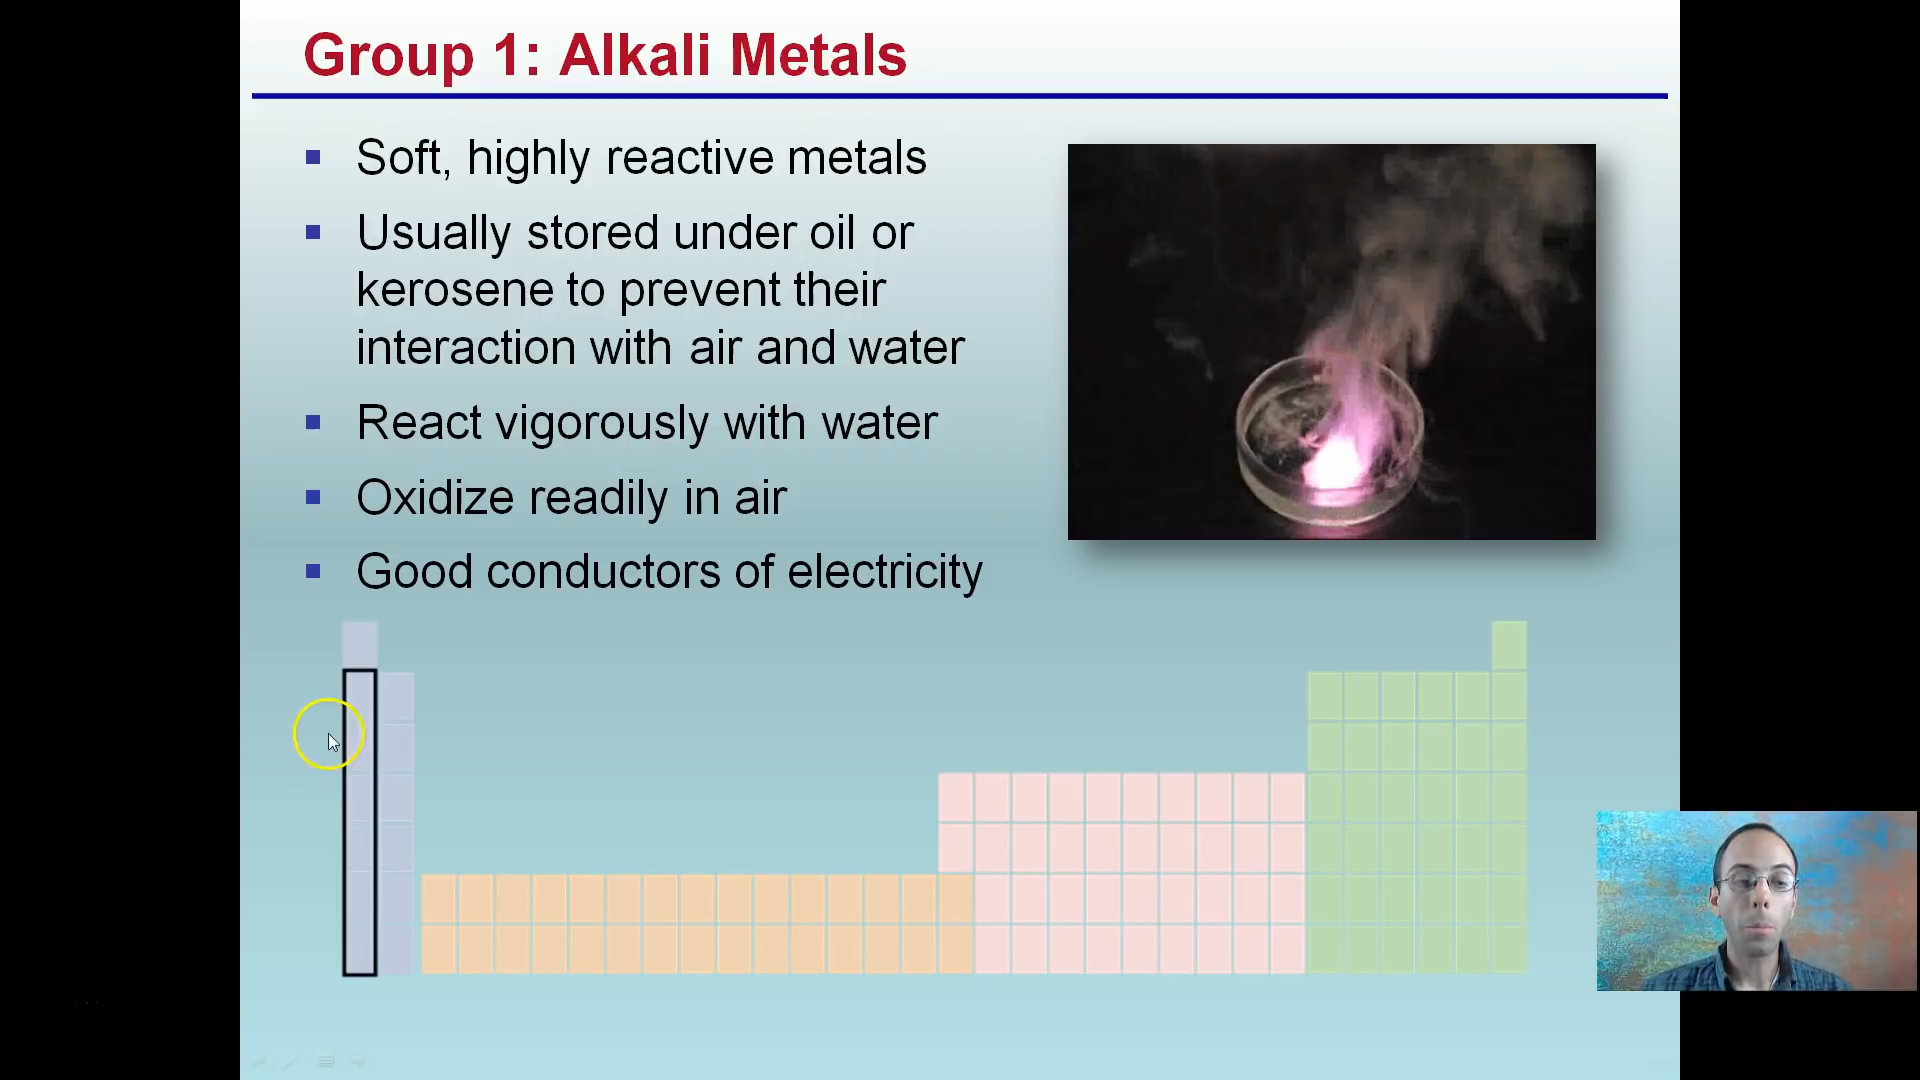 Group 1: Alkali Metals
Soft, highly reactive metals
Usually stored under oil or
kerosene to prevent their
interaction with air and water
React vigorously with water
Oxidize readily in air
Good conductors of electricity